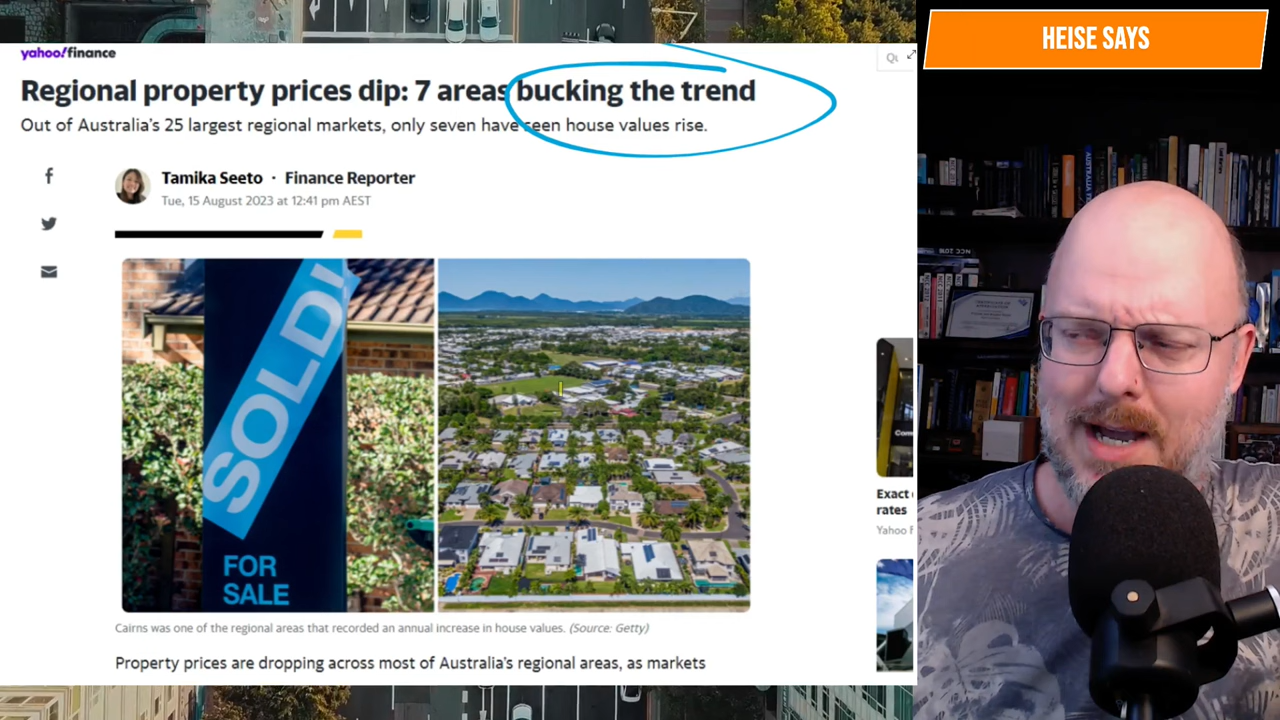 HEISE SAYS
yahoo!finance
Regional property prices dip: 7 areas bucking the trend
Out of Australia's 25 largest regional markets, only seven have seen house values rise.
Tamika Seeto · Finance Reporter
Tue, 15 August 2023 at 12:41 pm AEST
SOLD!
FOR
SALE
Cairns was one of the regional areas that recorded an annual increase in house values. (Source: Getty)
Property prices are dropping across most of Australia's regional areas, as markets
Exact
rates
Yahoo F
NCC 2016